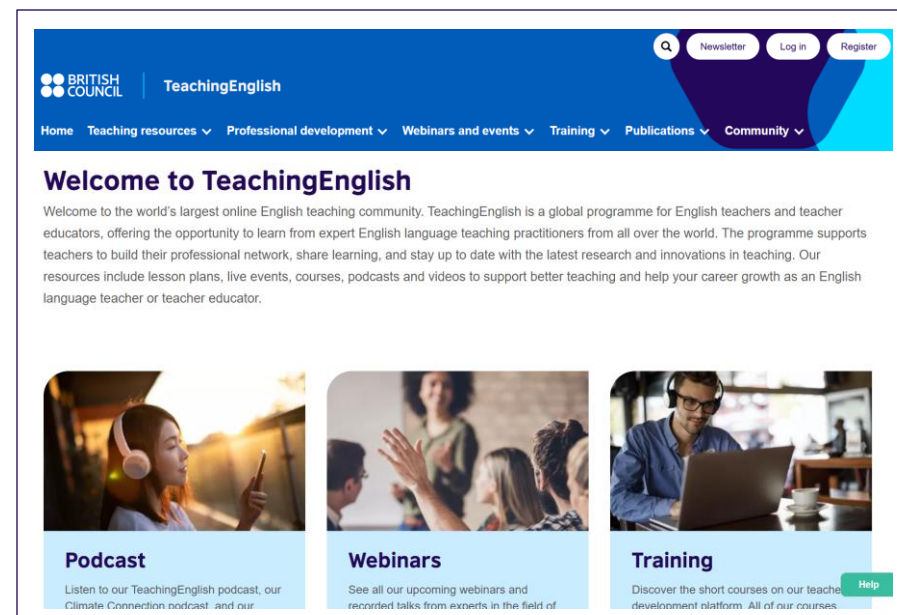 Newsletter Log in Register
BRITISH
COUNCIL
TeachingEnglish
Home Teaching resources Professional development Webinars and events Training Publications Community
Welcome to TeachingEnglish
Welcome to the world's largest online English teaching community. TeachingEnglish is a global programme for English teachers and teacher
educators, offering the opportunity to learn from expert English language teaching practitioners from all over the world. The programme supports
teachers to build their professional network, share learning, and stay up to date with the latest research and innovations in teaching. Our
resources include lesson plans, live events, courses, podcasts and videos to support better teaching and help your career growth as an English
language teacher or teacher educator.
Podcast
Listen to our TeachingEnglish podcast, our
Climate Connection podcast, and our
Webinars
See all our upcoming webinars and
recorded talks from experts in the field of
Training
Discover the short courses on our teache
development platform. All of our courses
Help